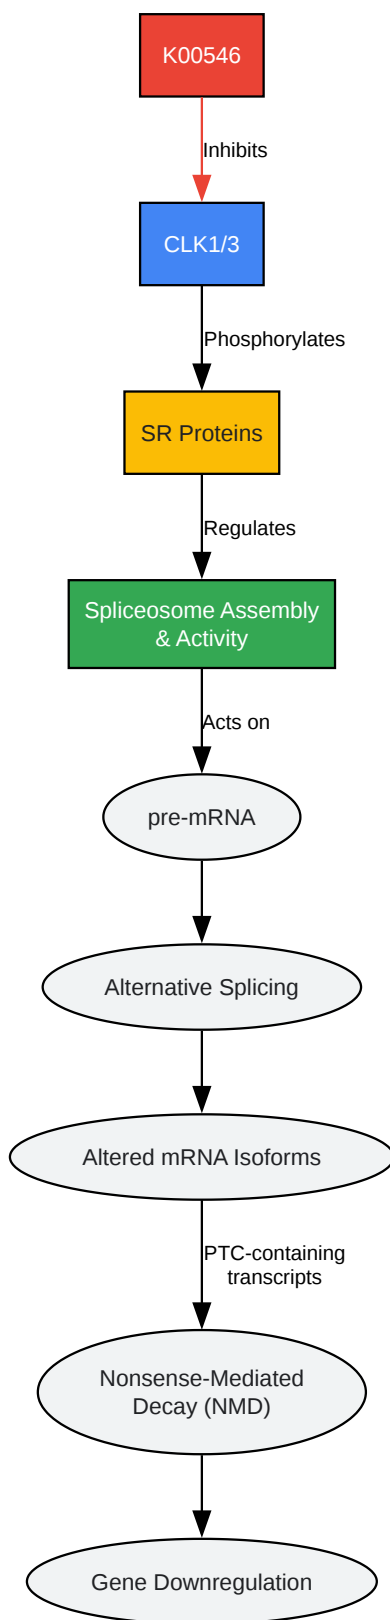 K00546
Inhibits
CLK1/3
Phosphorylates
SR Proteins
Regulates
Spliceosome Assembly
& Activity
Acts on
pre-mRNA
Alternative Splicing
Altered mRNA Isoforms
PTC-containing
transcripts
Nonsense-Mediated
Decay (NMD)
Gene Downregulation